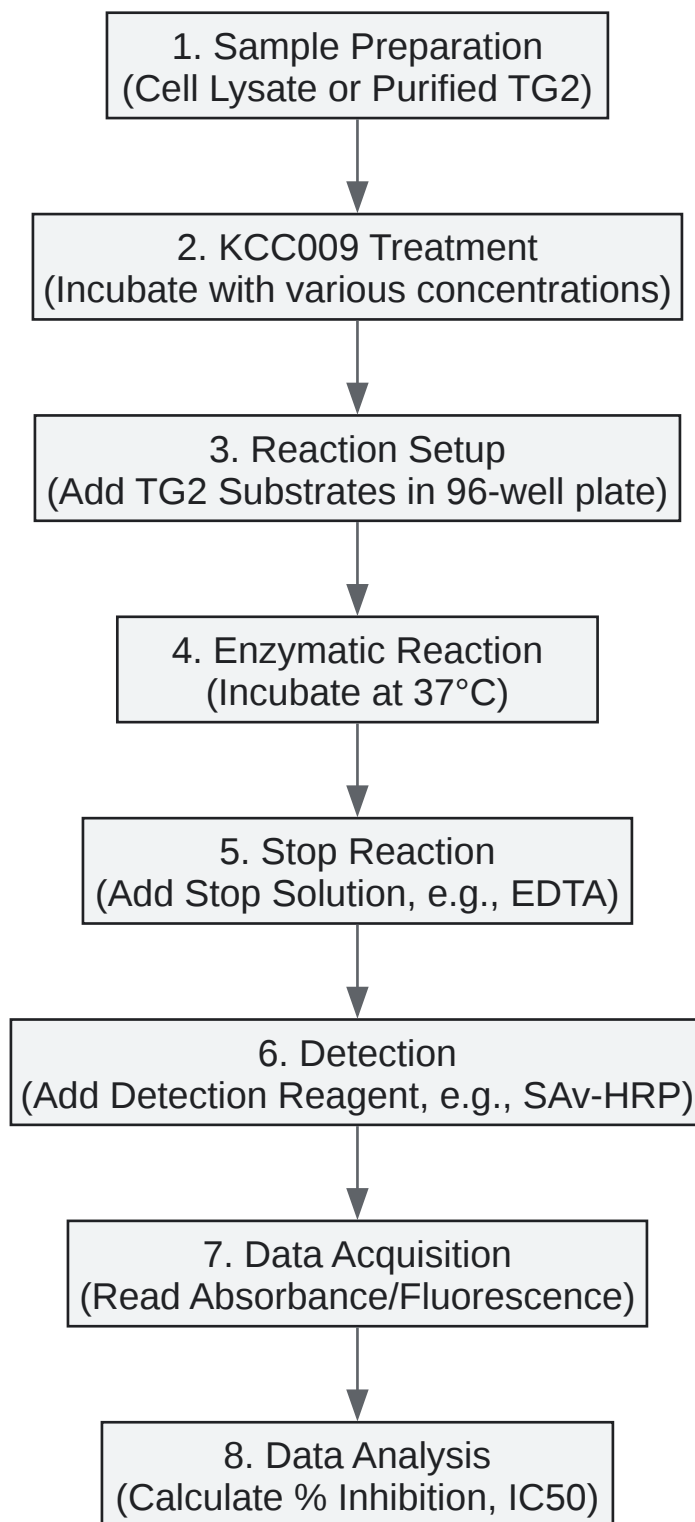 1. Sample Preparation
(Cell Lysate or Purified TG2)
2. KCC009 Treatment
(Incubate with various concentrations)
3. Reaction Setup
(Add TG2 Substrates in 96-well plate)
4. Enzymatic Reaction
(Incubate at 37°C)
5. Stop Reaction
(Add Stop Solution, e.g., EDTA)
6. Detection
(Add Detection Reagent, e.g., SAv-HRP)
7. Data Acquisition
(Read Absorbance/Fluorescence)
8. Data Analysis
(Calculate % Inhibition, IC50)